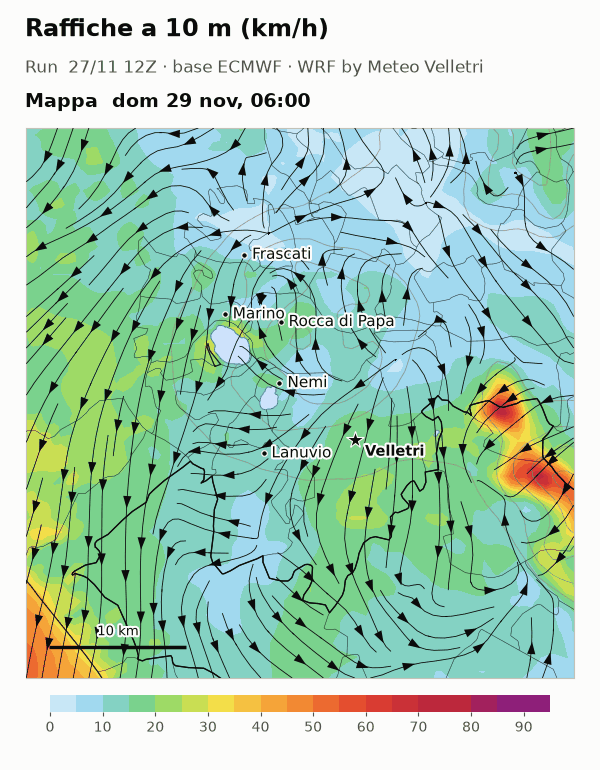 Raffiche a 10 m (km/h)
Run  27/11 12Z · base ECMWF · WRF by Meteo Velletri
Mappa  dom 29 nov, 06:00
Frascati
Marino
Rocca di Papa
Nemi
Velletri
Lanuvio
10 km
0 10 20 30 40 50 60 70 80 90